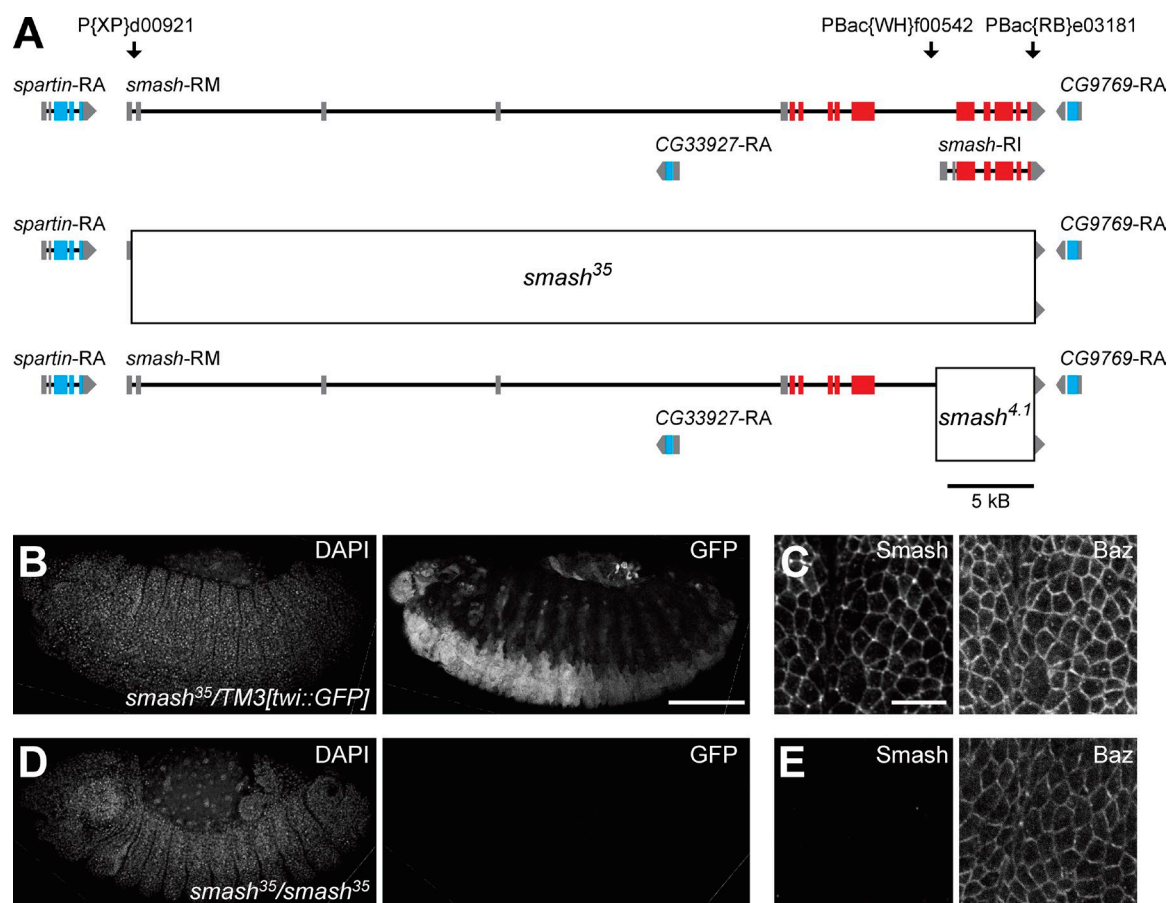 A
P{XP}d00921 PBac{WH}f00542 PBac{RB}e03181
spartin-RA smash-RM CG9769-RA
CG33927-RA smash-RI
spartin-RA CG9769-RA
smash35
spartin-RA smash-RM CG9769-RA
CG33927-RA smash4.1
5 kB
B DAPI GFP C Smash Baz
smash35/TM3[twi::GFP]
D DAPI GFP E Smash Baz
smash35/smash35